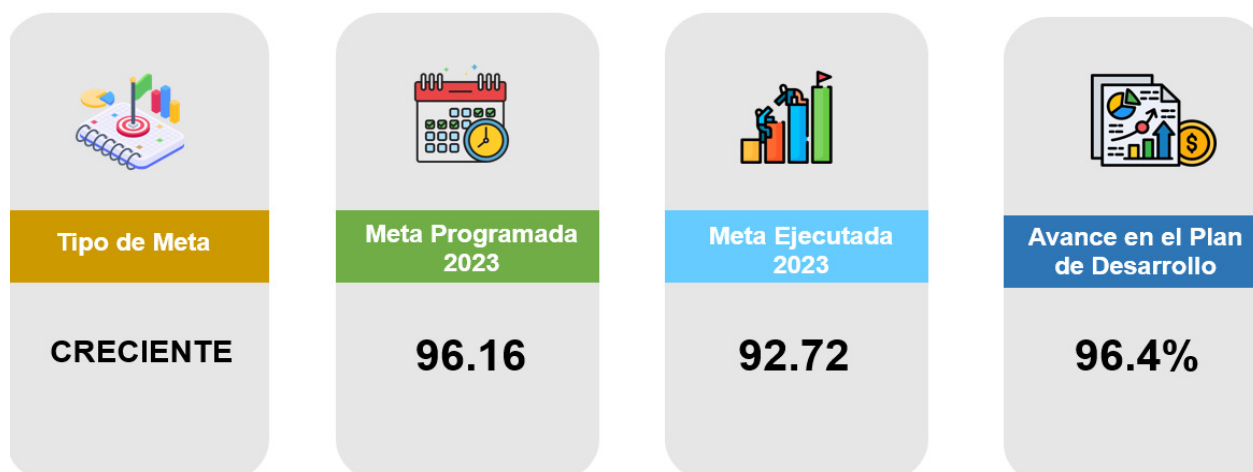 Tipo de Meta
CRECIENTE
Meta Programada
2023
96.16
Meta Ejecutada
2023
92.72
Avance en el Plan
de Desarrollo
96.4%